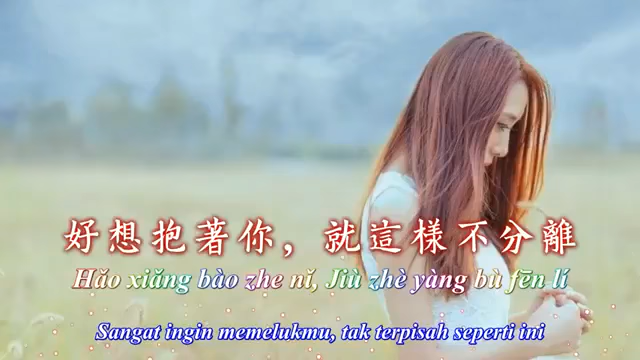 好想抱著你，就這樣不分離
Hǎo xiǎng bào zhe nǐ, Jiù zhè yàng bù fēn lí
Sangat ingin memelukmu, tak terpisah seperti ini